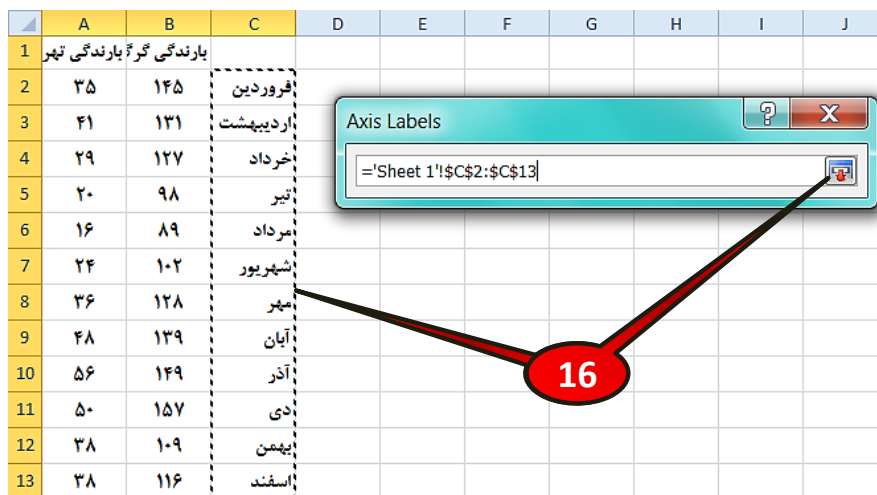 A B C D E F G H I J
1 بارندگی تهر بارندگی گرگ
2 ۳۵ ۱۴۵ فروردین
3 ۴۱ ۱۳۱ اردیبهشت
4 ۲۹ ۱۲۷ خرداد
5 ۲۰ ۹۸ تیر
6 ۱۶ ۸۹ مرداد
7 ۲۴ ۱۰۲ شهریور
8 ۳۶ ۱۲۸ مهر
9 ۴۸ ۱۳۹ آبان
10 ۵۶ ۱۴۹ آذر
11 ۵۰ ۱۵۷ دی
12 ۳۸ ۱۰۹ بهمن
13 ۳۸ ۱۱۶ اسفند
Axis Labels
='Sheet 1'!$C$2:$C$13
16